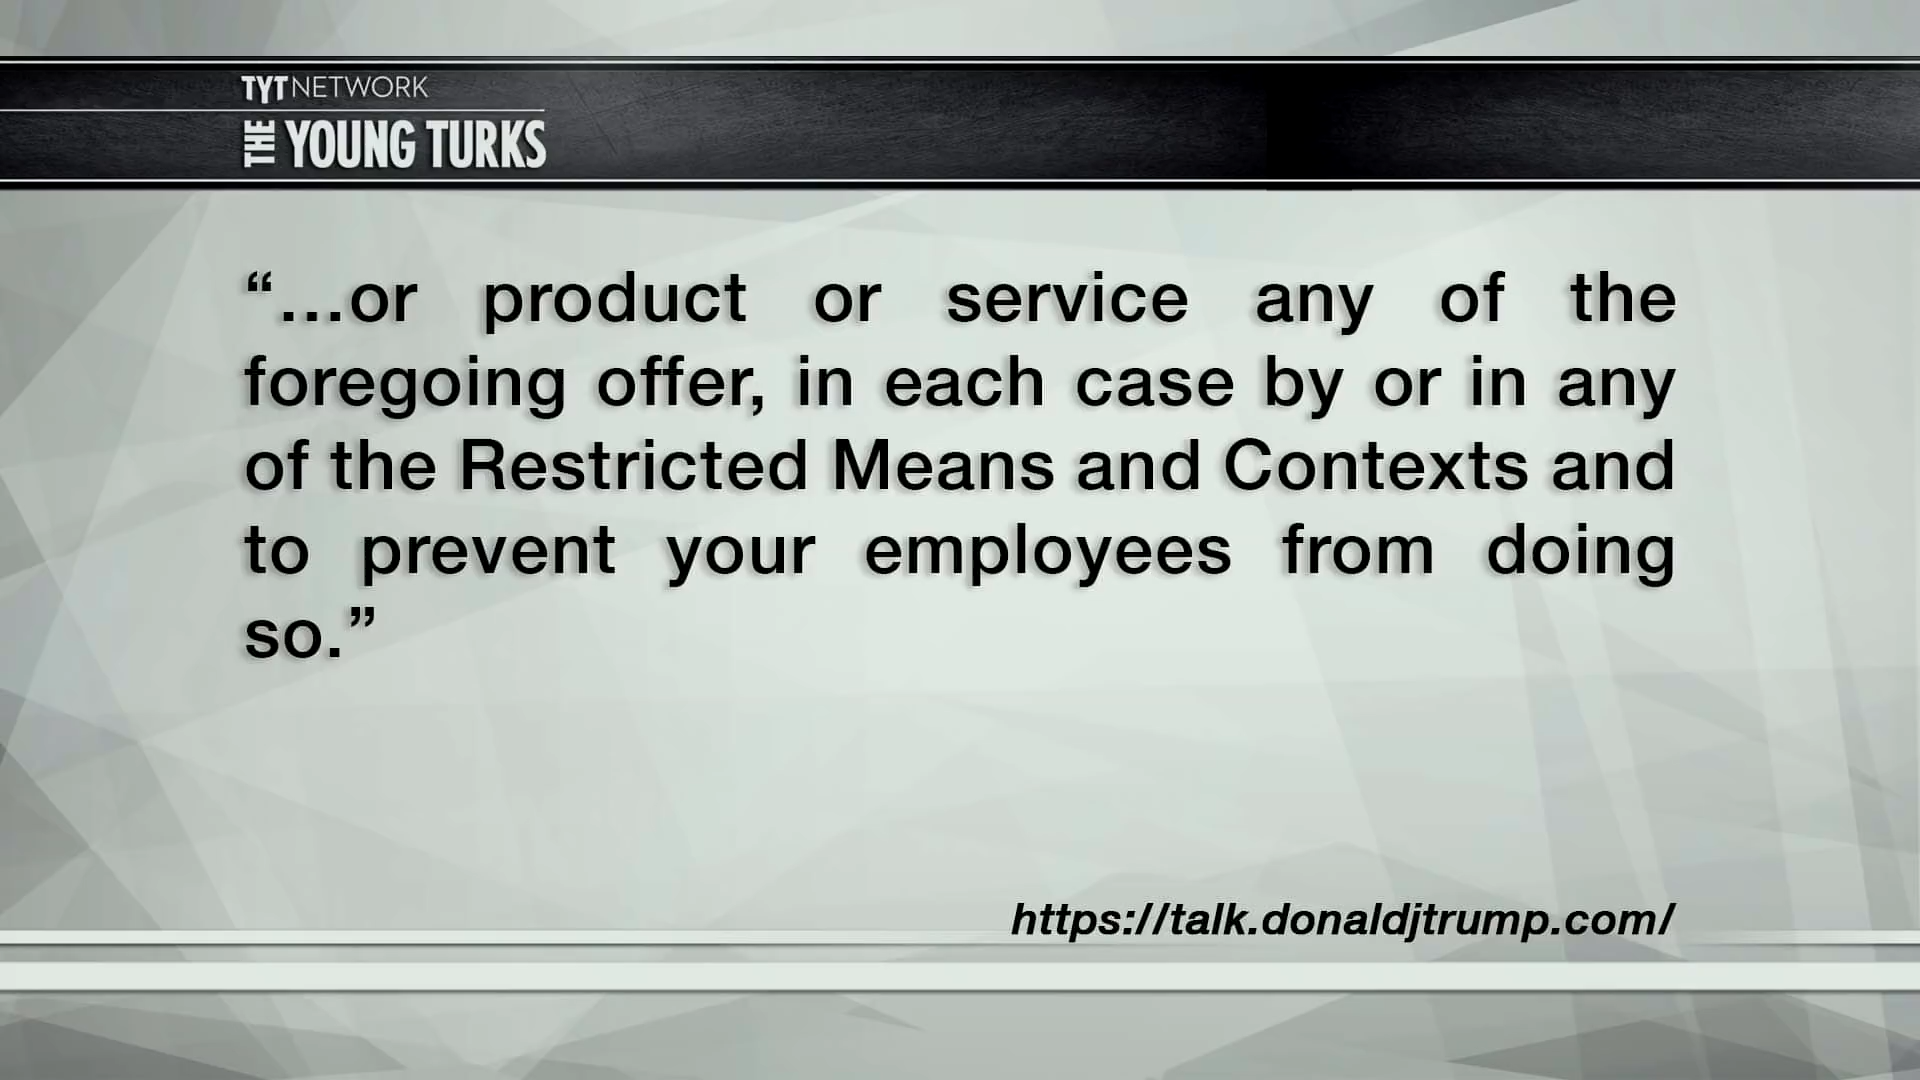 TYTNETWORK
THE YOUNG TURKS
“...or product or service any of the
foregoing offer, in each case by or in any
of the Restricted Means and Contexts and
to prevent your employees from doing
so.”
https://talk.donaldjtrump.com/